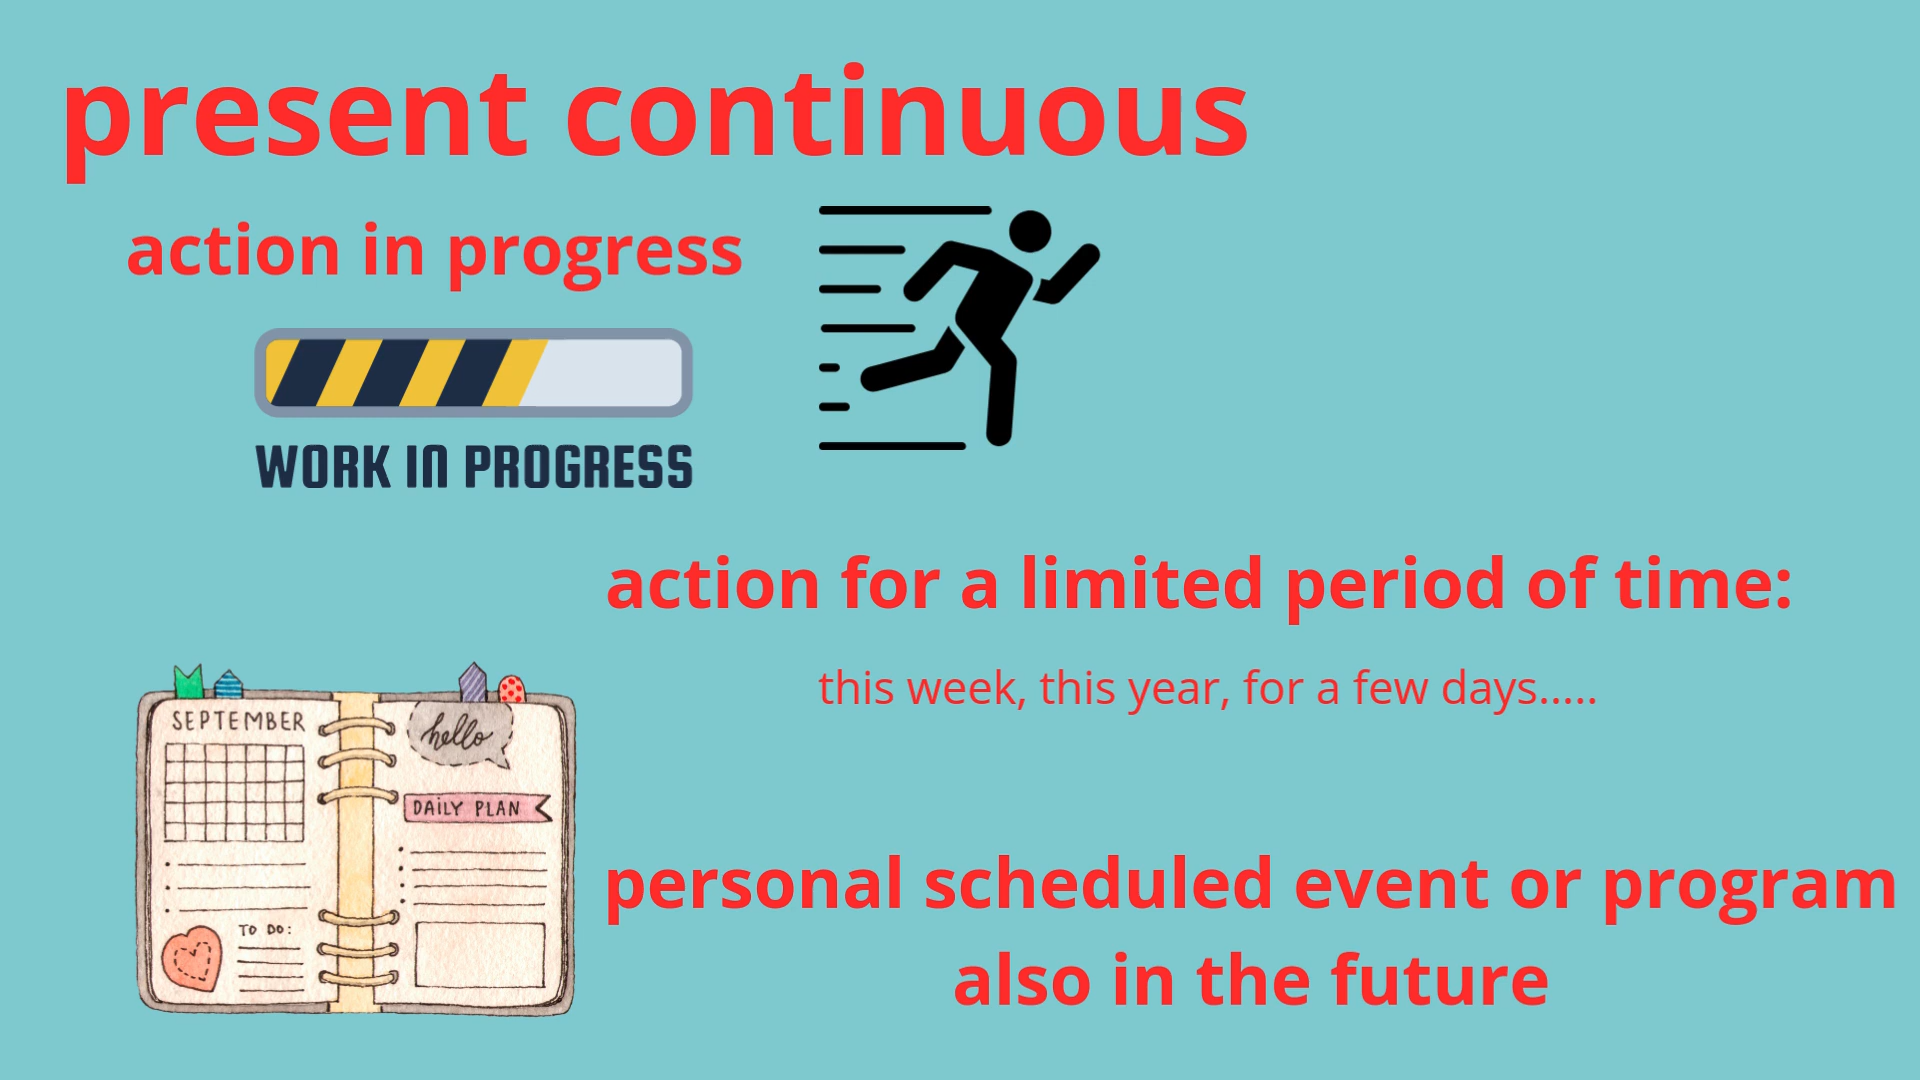 present continuous
action in progress
WORK IN PROGRESS
action for a limited period of time:
this week, this year, for a few days.....
SEPTEMBER
hello
DAILY PLAN
TO DO:
personal scheduled event or program
also in the future